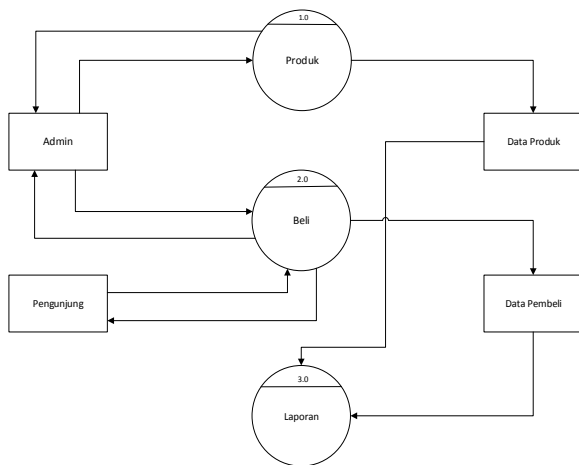 1.0
Produk
Admin
Data Produk
2.0
Beli
Pengunjung
Data Pembeli
3.0
Laporan